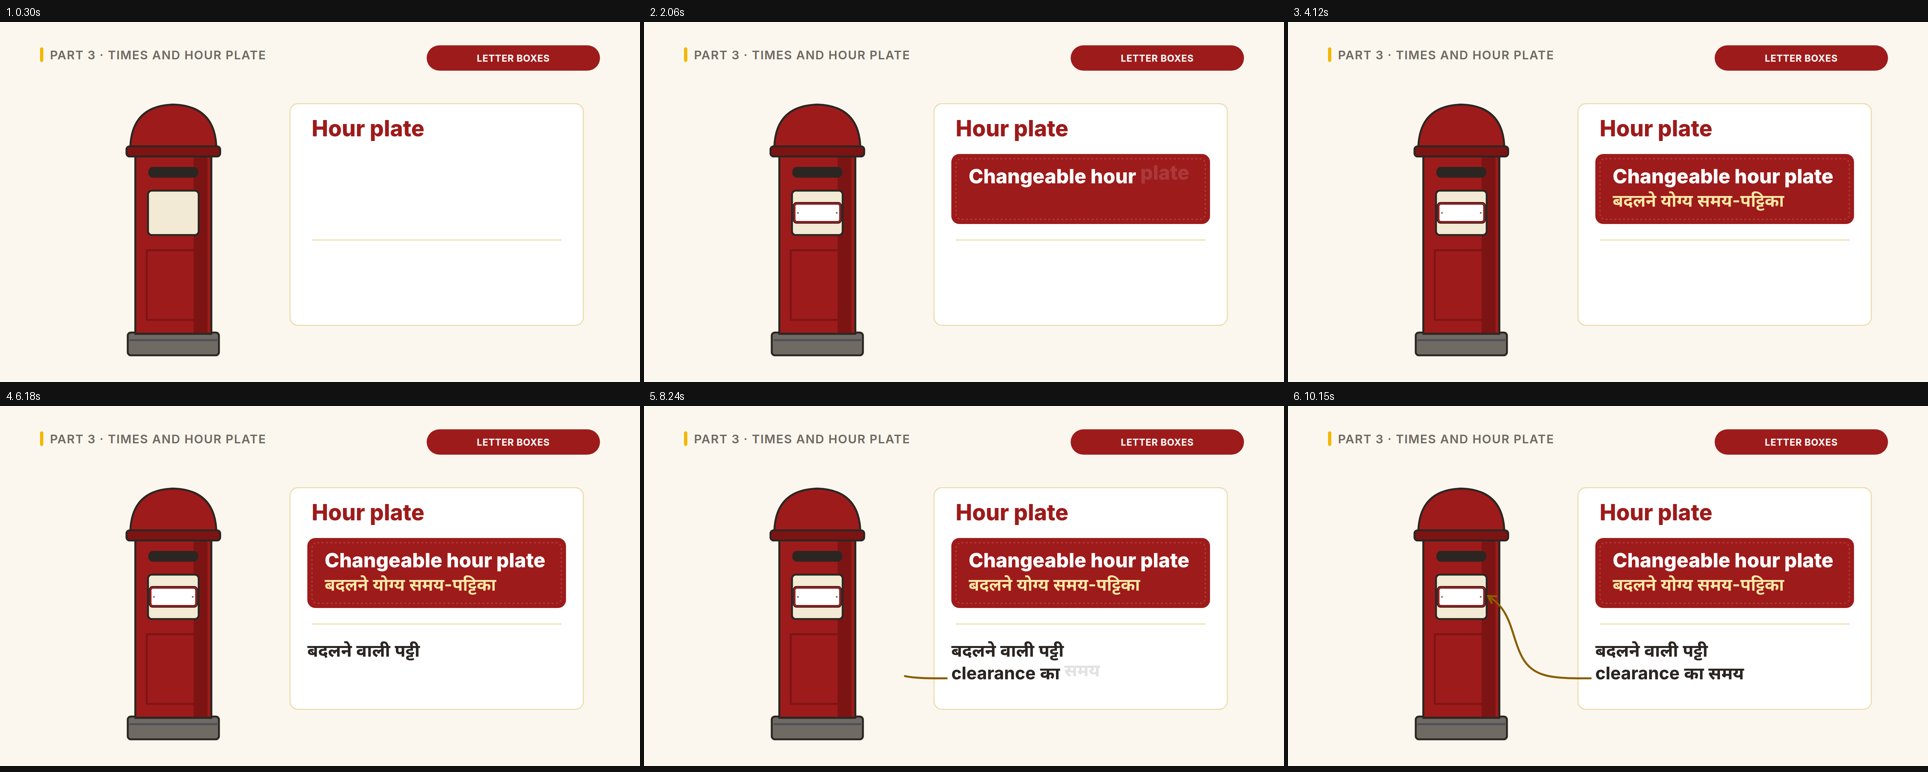 1. 0.30s
PART 3 · TIMES AND HOUR PLATE
LETTER BOXES
Hour plate
2. 2.06s
PART 3 · TIMES AND HOUR PLATE
LETTER BOXES
Hour plate
Changeable hour plate
3. 4.12s
PART 3 · TIMES AND HOUR PLATE
LETTER BOXES
Hour plate
Changeable hour plate
बदलने योग्य समय-पट्टिका
4. 6.18s
PART 3 · TIMES AND HOUR PLATE
LETTER BOXES
Hour plate
Changeable hour plate
बदलने योग्य समय-पट्टिका
बदलने वाली पट्टी
5. 8.24s
PART 3 · TIMES AND HOUR PLATE
LETTER BOXES
Hour plate
Changeable hour plate
बदलने योग्य समय-पट्टिका
बदलने वाली पट्टी
clearance का समय
6. 10.15s
PART 3 · TIMES AND HOUR PLATE
LETTER BOXES
Hour plate
Changeable hour plate
बदलने योग्य समय-पट्टिका
बदलने वाली पट्टी
clearance का समय